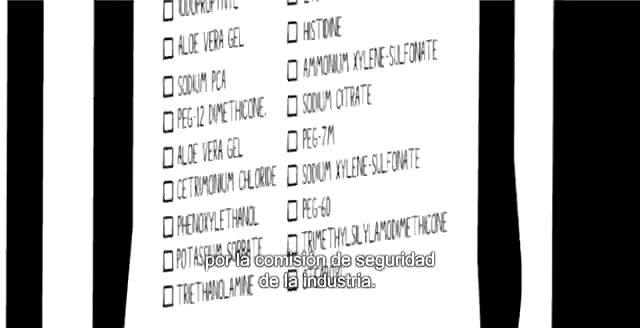 ALOE VERA GEL
SODIUM PCA
PEG-12 DIMETHICONE,
ALOE VERA GEL
CETRIMONIUM CHLORIDE
PHENOXYLETHANOL
POTASSIUM SORBATE
TRIETHANOLAMINE
HISTIDINE
AMMONIUM XYLENE-SULFONATE
SODIUM CITRATE
PEG-7M
SODIUM XYLENE-SULFONATE
PEG-60
TRIMETHYLSILYLAMODIMETHICONE
por la comisión de seguridad
de la industria.